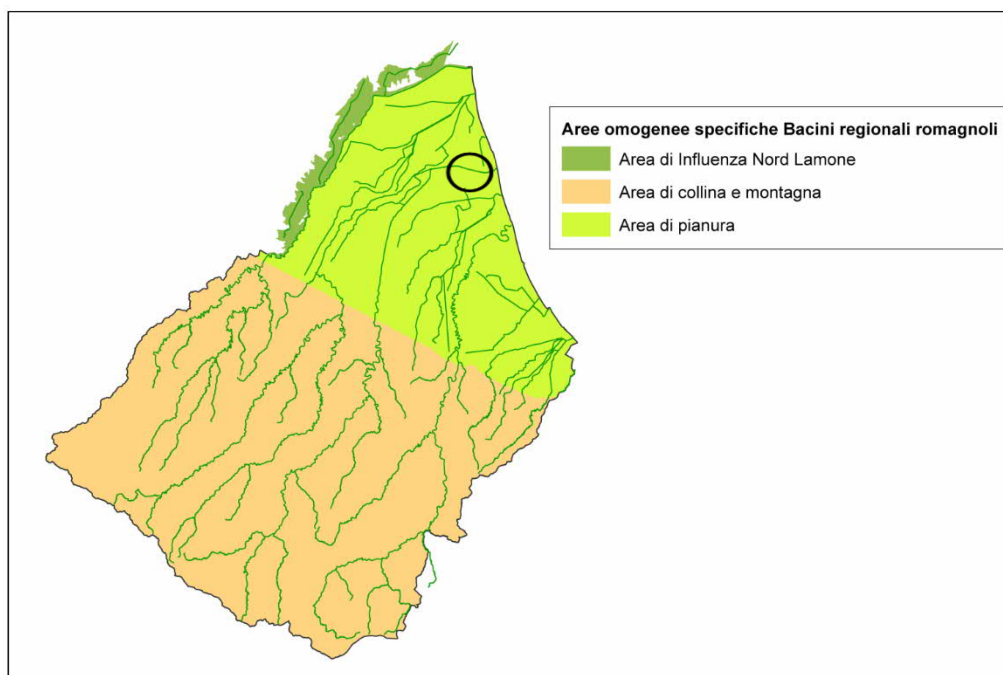 Aree omogenee specifiche Bacini regionali romagnoli
Area di Influenza Nord Lamone
Area di collina e montagna
Area di pianura